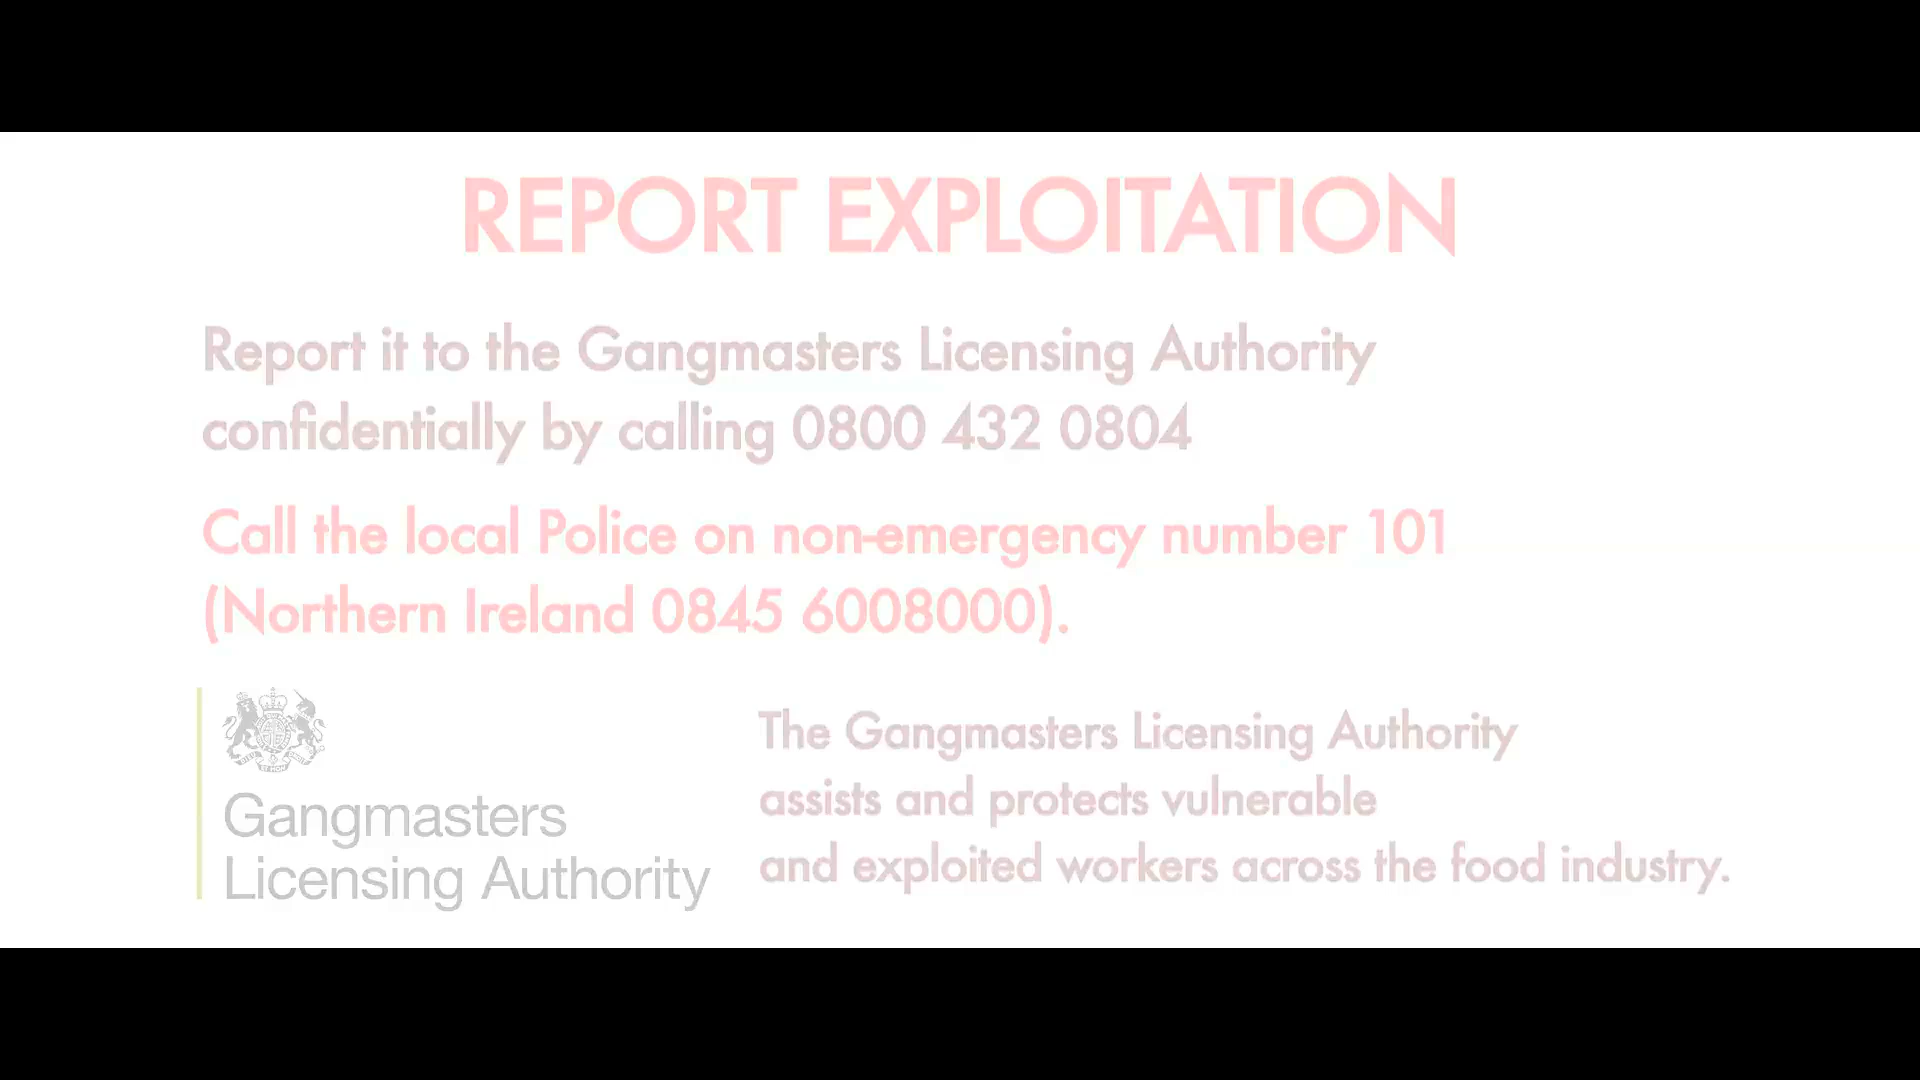 REPORT EXPLOITATION
Report it to the Gangmasters Licensing Authority
confidentially by calling 0800 432 0804
Call the local Police on non-emergency number 101
(Northern Ireland 0845 6008000).
Gangmasters
Licensing Authority
The Gangmasters Licensing Authority
assists and protects vulnerable
and exploited workers across the food industry.